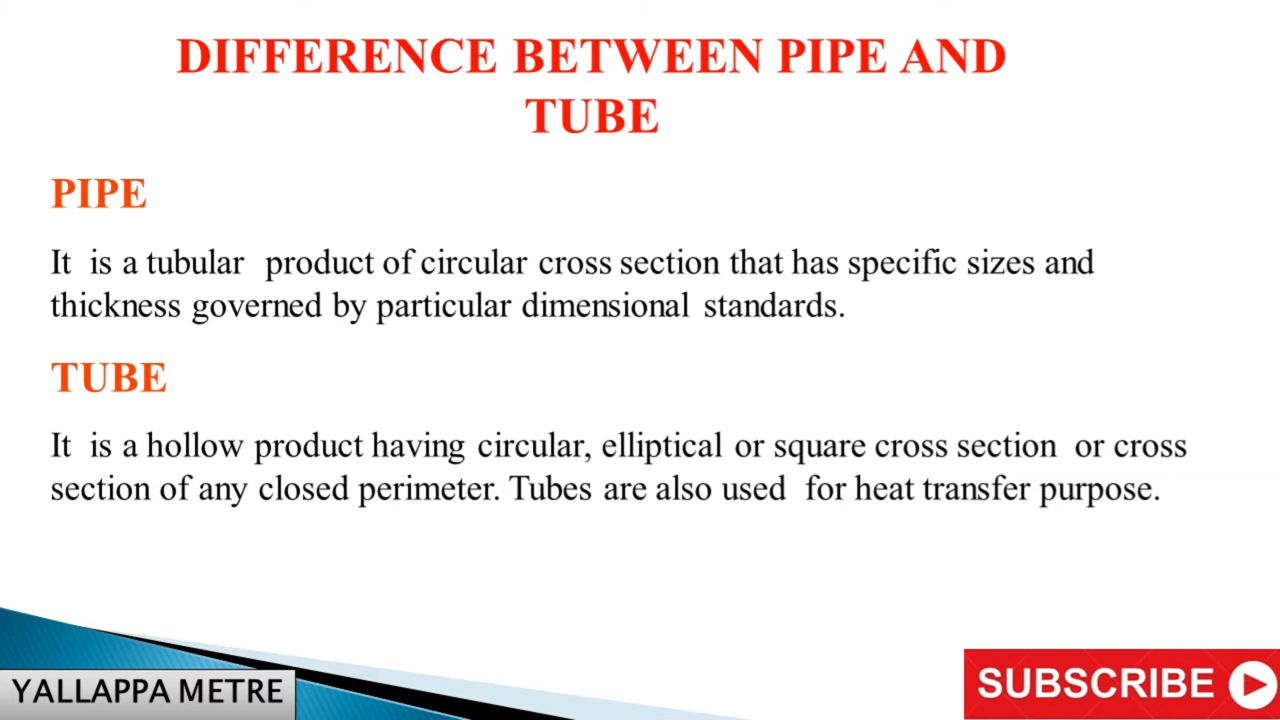 DIFFERENCE BETWEEN PIPE AND
TUBE
PIPE
It is a tubular product of circular cross section that has specific sizes and
thickness governed by particular dimensional standards.
TUBE
It is a hollow product having circular, elliptical or square cross section or cross
section of any closed perimeter. Tubes are also used for heat transfer purpose.
YALLAPPA METRE
SUBSCRIBE